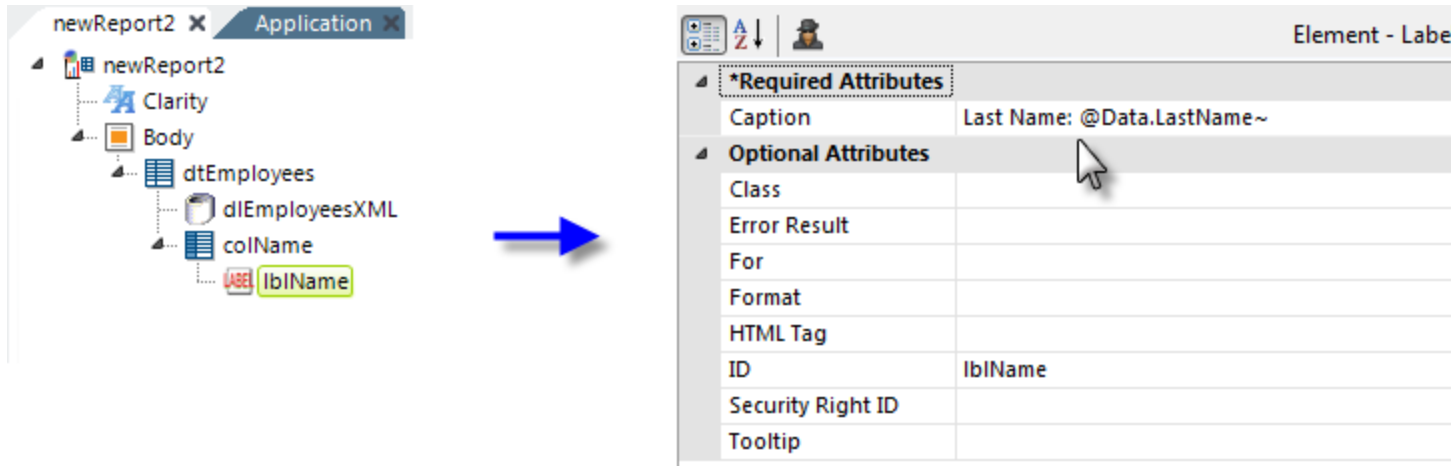 newReport2 Application
newReport2
Clarity
Body
dtEmployees
dlEmployeesXML
colName
LABEL lblName
A
Z
Element - Labe
*Required Attributes
Caption Last Name: @Data.LastName~
Optional Attributes
Class
Error Result
For
Format
HTML Tag
ID lblName
Security Right ID
Tooltip